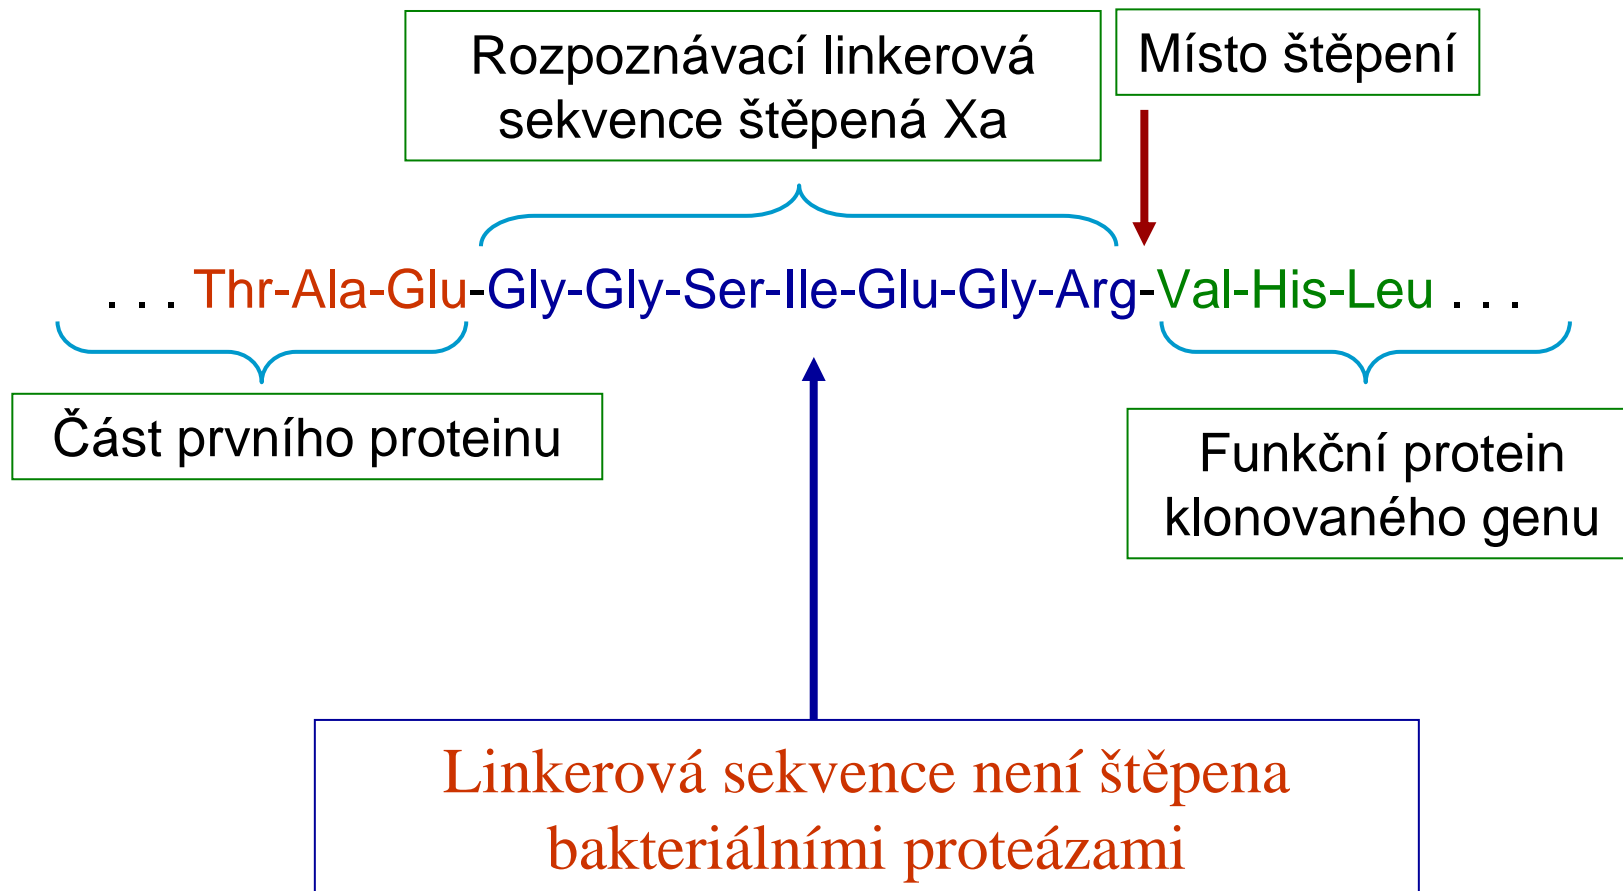 Rozpoznávací linkerová
sekvence štěpená Xa
Místo štěpení
. . . Thr-Ala-Glu-Gly-Gly-Ser-Ile-Glu-Gly-Arg-Val-His-Leu . . .
Část prvního proteinu
Funkční protein
klonovaného genu
Linkerová sekvence není štěpena
bakteriálními proteázami